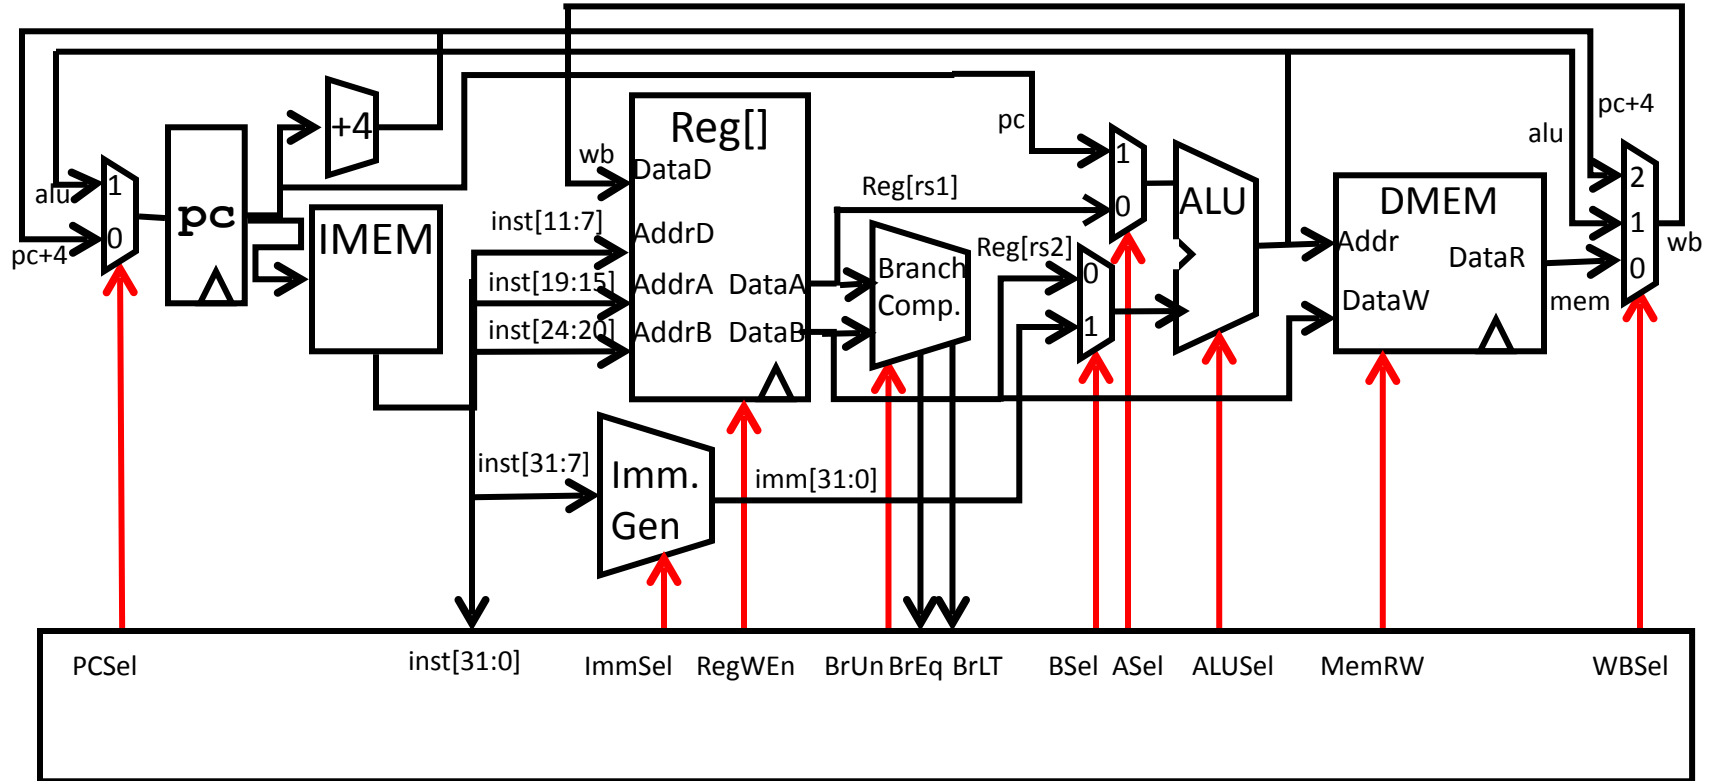 pc+4
alu
wb
pc
+4
Reg[]
DataD
AddrD
AddrA
AddrB
DataA
DataB
alu
pc+4
1
0
pc
IMEM
inst[11:7]
inst[19:15]
inst[24:20]
Reg[rs1]
Reg[rs2]
Branch
Comp.
1
0
0
1
ALU
DMEM
Addr
DataR
DataW
mem
2
1
0
wb
inst[31:7]
Imm.
Gen
imm[31:0]
PCSel
inst[31:0]
ImmSel
RegWEn
BrUn
BrEq
BrLT
BSel
ASel
ALUSel
MemRW
WBSel